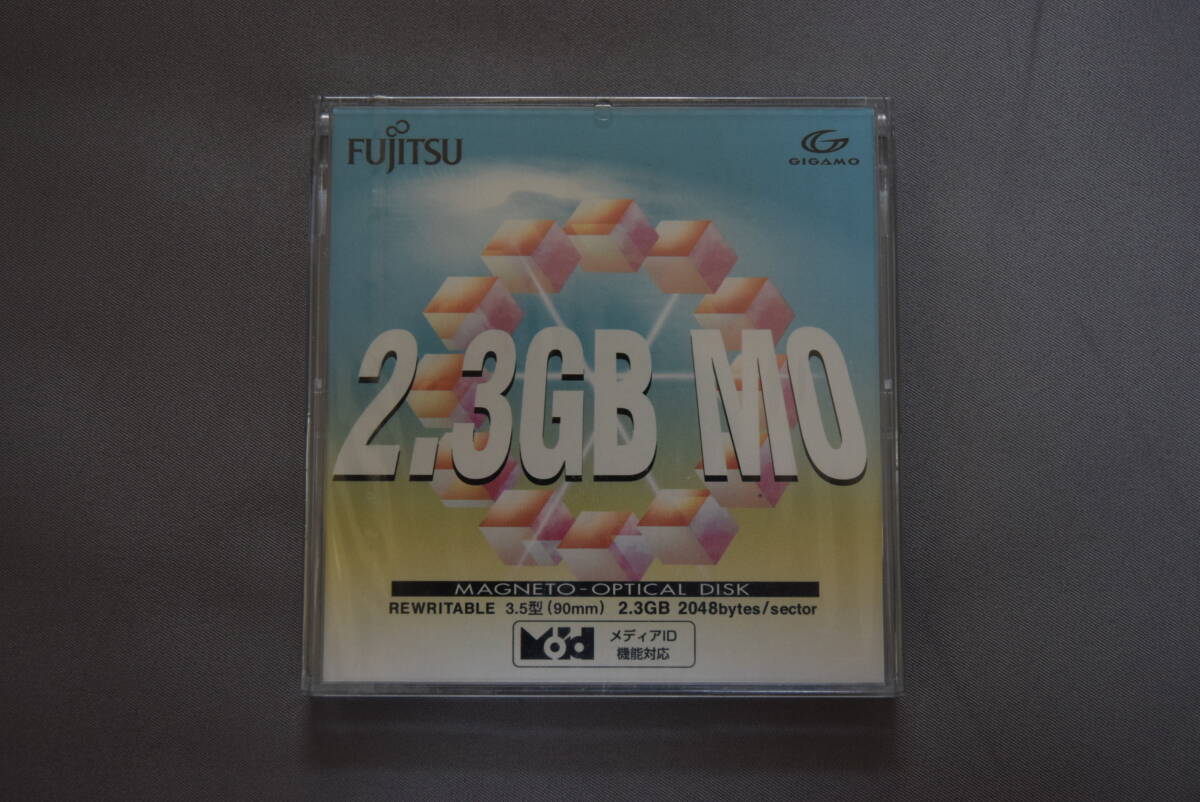 FUJITSU
GIGAMO
2.3GB MO
MAGNETO-OPTICAL DISK
REWRITABLE 3.5型(90mm) 2.3GB 2048bytes/sector
MO'd
メディアID
機能対応